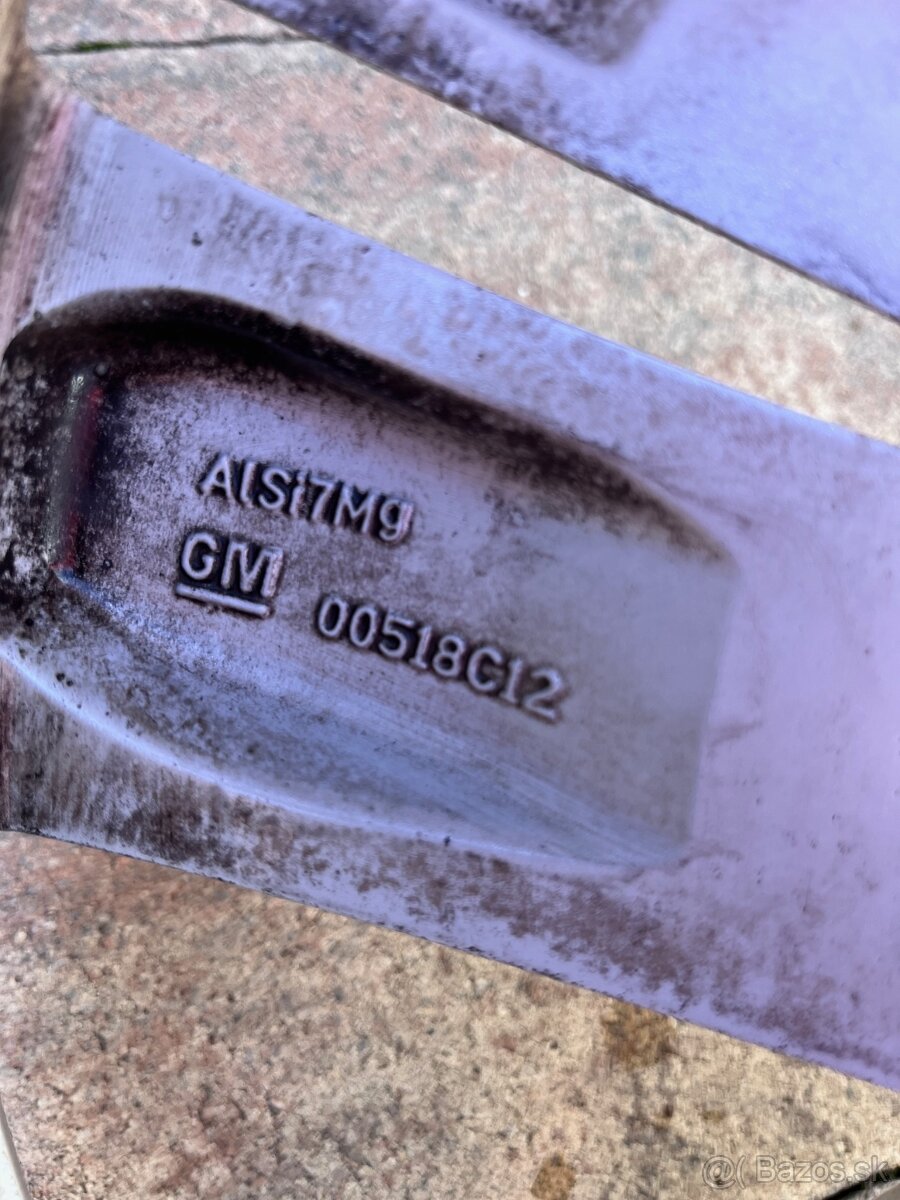 AlSi7Mg
GM
00518C12
@( Bazos.sk